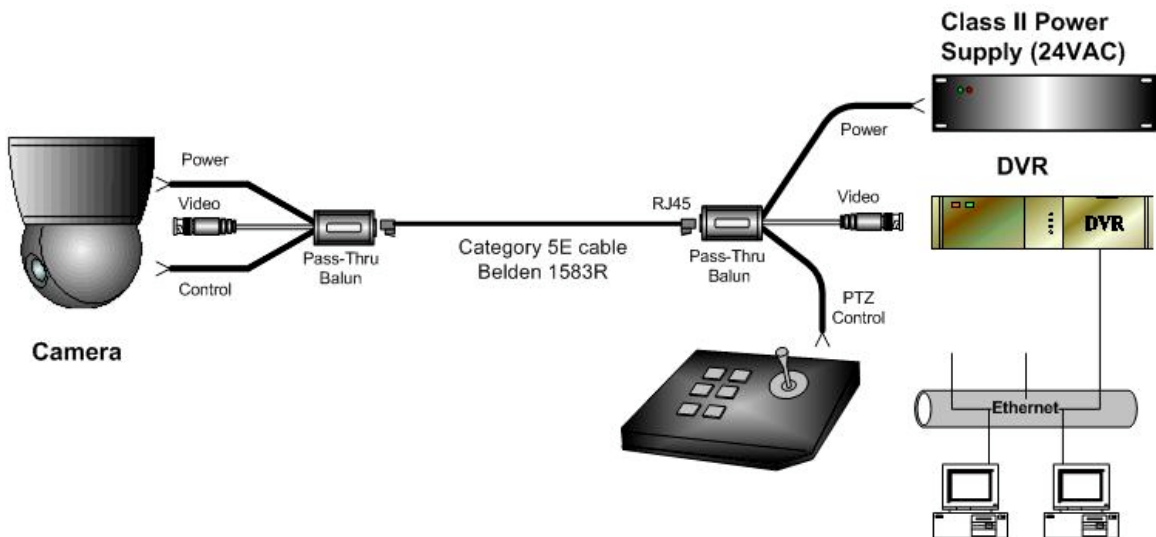 Class II Power
Supply (24VAC)
Power
Power
DVR
Video
RJ45
Video
DVR
Category 5E cable
Belden 1583R
Pass-Thru
Balun
Pass-Thru
Balun
Control
PTZ
Control
Camera
Ethernet